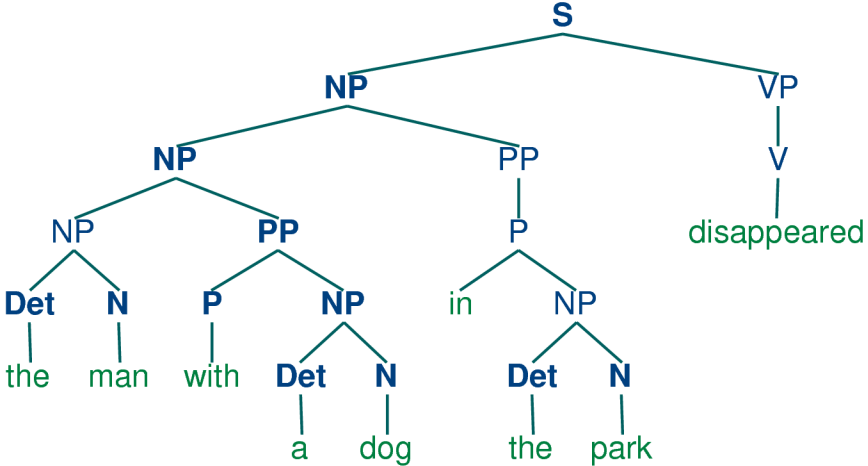 S
NP VP
NP PP V
NP PP P disappeared
Det N P NP in NP
the man with Det N Det N
a dog the park